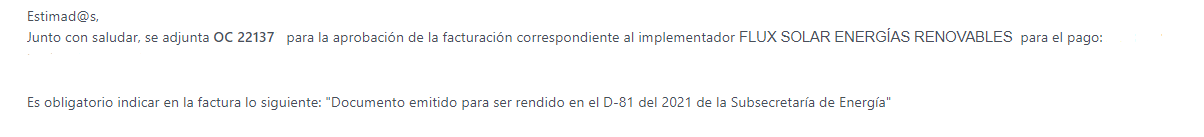 Estimad@s,
Junto con saludar, se adjunta OC 22137 para la aprobación de la facturación correspondiente al implementador FLUX SOLAR ENERGÍAS RENOVABLES para el pago:
Es obligatorio indicar en la factura lo siguiente: "Documento emitido para ser rendido en el D-81 del 2021 de la Subsecretaría de Energía"